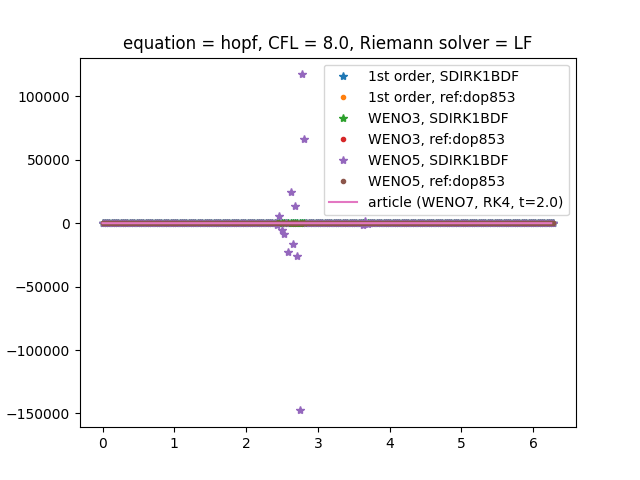 equation = hopf, CFL = 8.0, Riemann solver = LF
1st order, SDIRK1BDF
1st order, ref:dop853
WENO3, SDIRK1BDF
WENO3, ref:dop853
WENO5, SDIRK1BDF
WENO5, ref:dop853
article (WENO7, RK4, t=2.0)
100000
50000
0
−50000
−100000
−150000
0 1 2 3 4 5 6